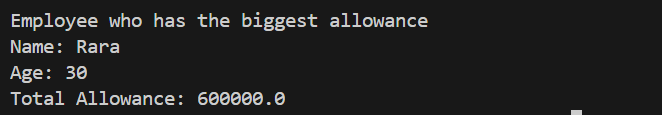 Employee who has the biggest allowance
Name: Rara
Age: 30
Total Allowance: 600000.0